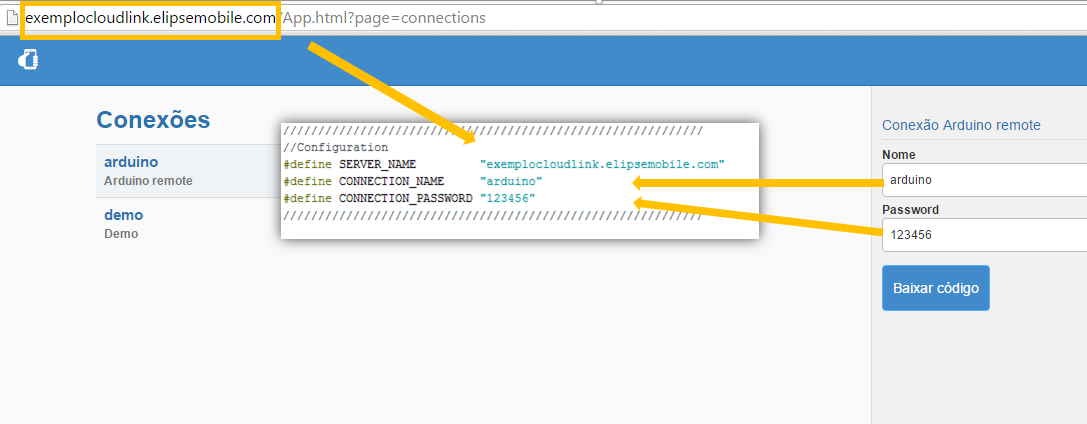 exemplocloudlink.elipsemobile.com/App.html?page=connections
Conexões
arduino
Arduino remote
demo
Demo
////////////////////////////////////////////////////////////
//Configuration
#define SERVER_NAME "exemplocloudlink.elipsemobile.com"
#define CONNECTION_NAME "arduino"
#define CONNECTION_PASSWORD "123456"
////////////////////////////////////////////////////////////
Conexão Arduino remote
Nome
arduino
Password
123456
Baixar código